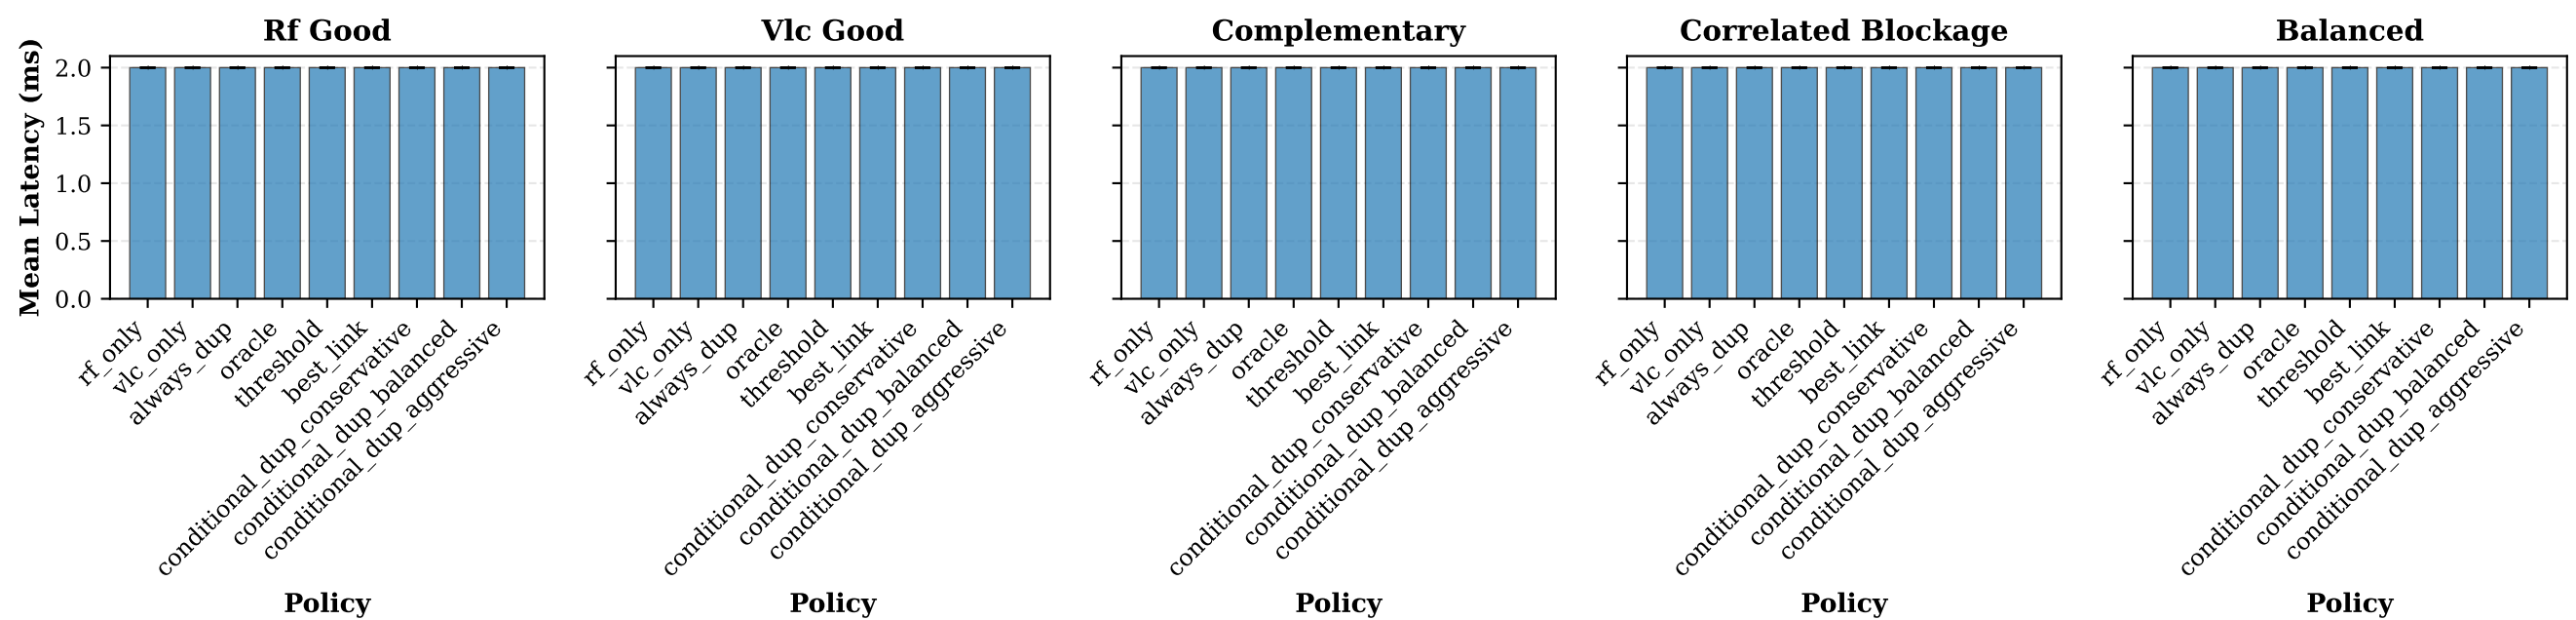 Rf Good
Vlc Good
Complementary
Correlated Blockage
Balanced
Mean Latency (ms)
2.0
1.5
1.0
0.5
0.0
rf_only
vlc_only
always_dup
oracle
threshold
best_link
conditional_dup_conservative
conditional_dup_balanced
conditional_dup_aggressive
rf_only
vlc_only
always_dup
oracle
threshold
best_link
conditional_dup_conservative
conditional_dup_balanced
conditional_dup_aggressive
rf_only
vlc_only
always_dup
oracle
threshold
best_link
conditional_dup_conservative
conditional_dup_balanced
conditional_dup_aggressive
rf_only
vlc_only
always_dup
oracle
threshold
best_link
conditional_dup_conservative
conditional_dup_balanced
conditional_dup_aggressive
rf_only
vlc_only
always_dup
oracle
threshold
best_link
conditional_dup_conservative
conditional_dup_balanced
conditional_dup_aggressive
Policy
Policy
Policy
Policy
Policy